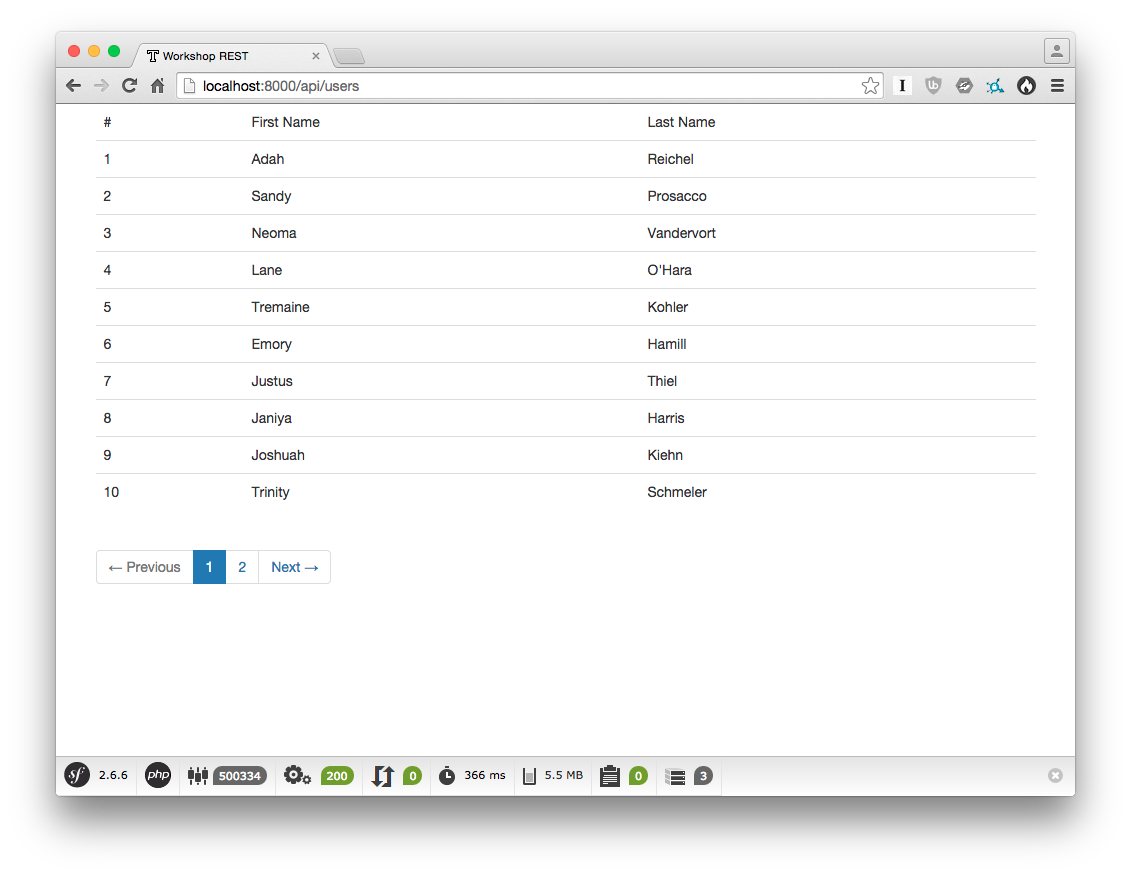 Workshop REST
localhost:8000/api/users
# First Name Last Name
1 Adah Reichel
2 Sandy Prosacco
3 Neoma Vandervort
4 Lane O'Hara
5 Tremaine Kohler
6 Emory Hamill
7 Justus Thiel
8 Janiya Harris
9 Joshuah Kiehn
10 Trinity Schmeler
← Previous 1 2 Next →
sf 2.6.6 php 500334 200 0 366 ms 5.5 MB 0 3